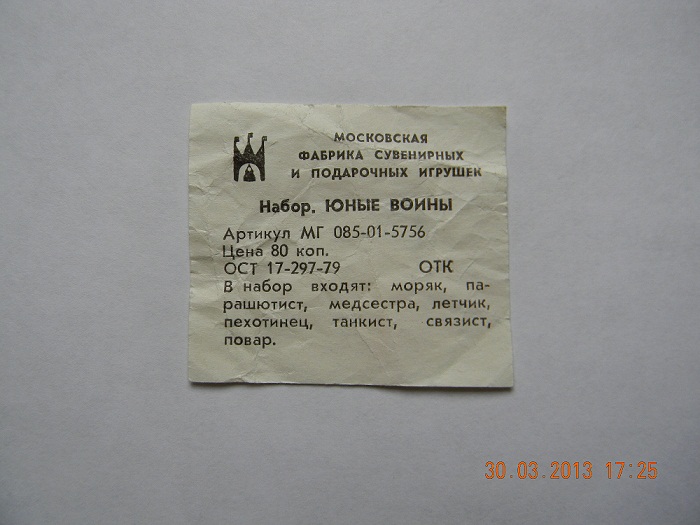 МОСКОВСКАЯ
ФАБРИКА СУВЕНИРНЫХ
И ПОДАРОЧНЫХ ИГРУШЕК
Набор. ЮНЫЕ ВОИНЫ
Артикул МГ 085-01-5756
Цена 80 коп.
ОСТ 17-297-79 ОТК
В набор входят: моряк, па-
рашютист, медсестра, летчик,
пехотинец, танкист, связист,
повар.
30.03.2013 17:25